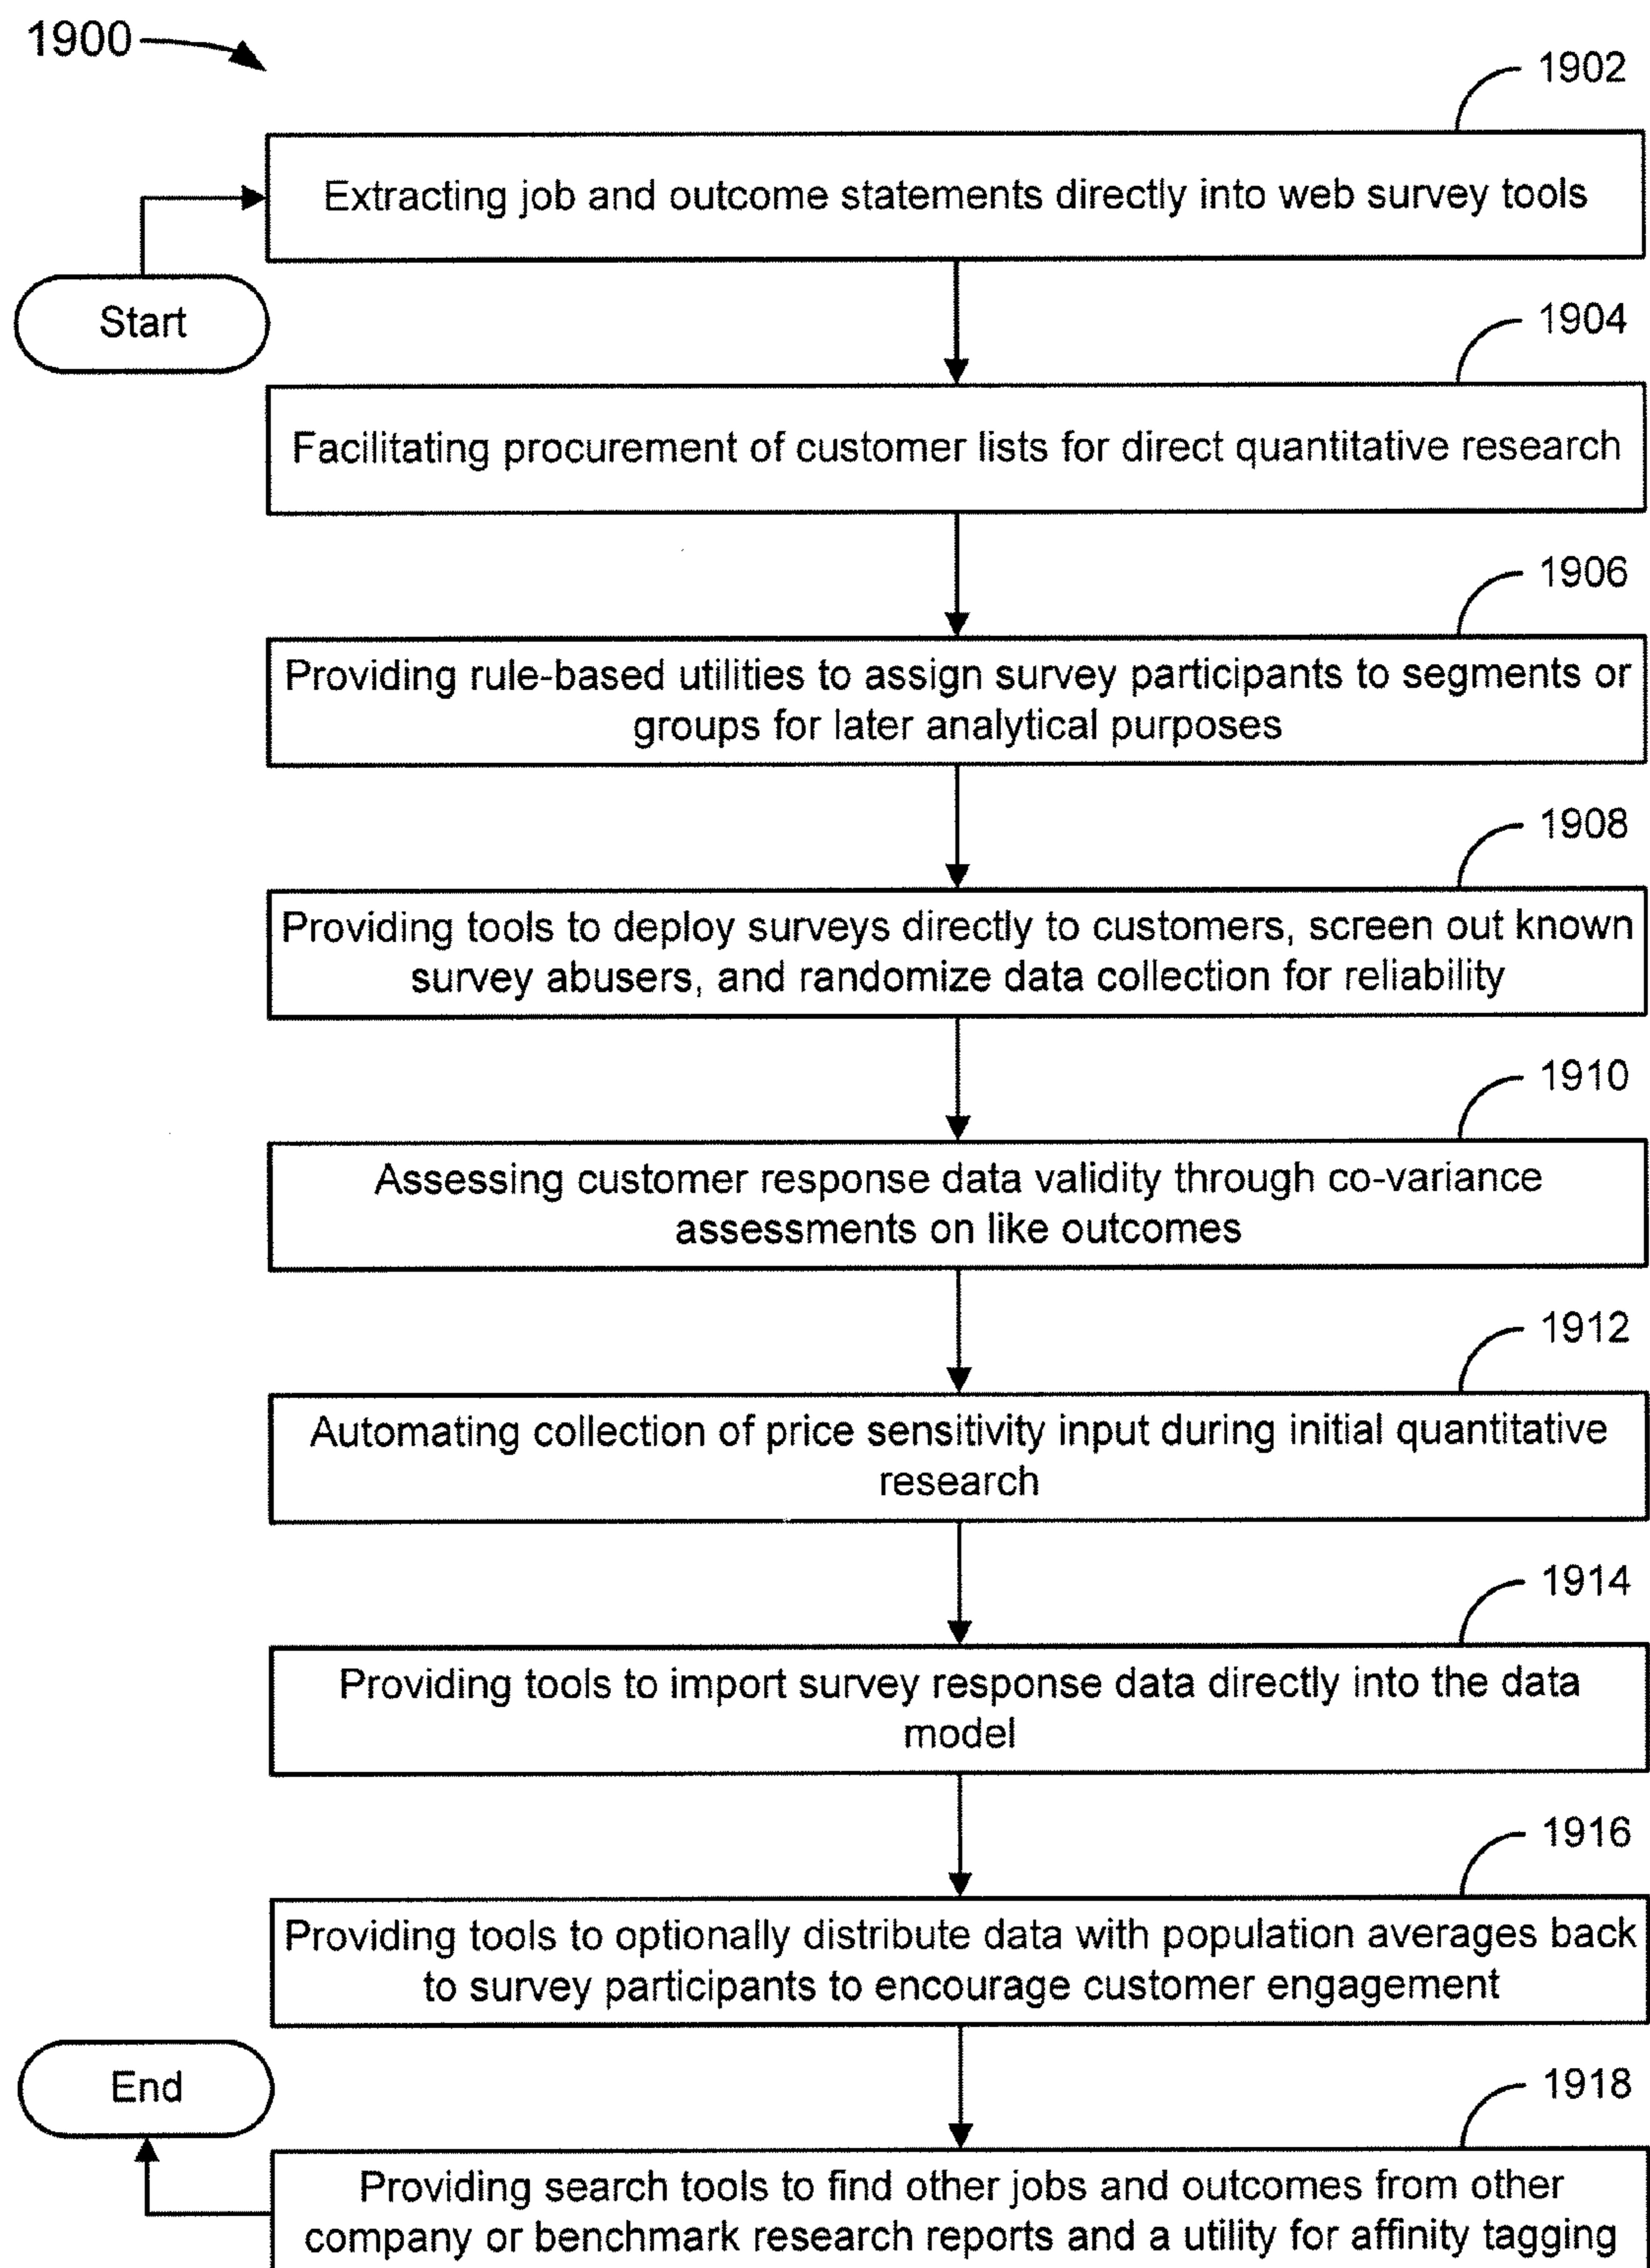 1900
1902
Extracting job and outcome statements directly into web survey tools
Start
1904
Facilitating procurement of customer lists for direct quantitative research
1906
Providing rule-based utilities to assign survey participants to segments or
groups for later analytical purposes
1908
Providing tools to deploy surveys directly to customers, screen out known
survey abusers, and randomize data collection for reliability
1910
Assessing customer response data validity through co-variance
assessments on like outcomes
1912
Automating collection of price sensitivity input during initial quantitative
research
1914
Providing tools to import survey response data directly into the data
model
1916
Providing tools to optionally distribute data with population averages back
to survey participants to encourage customer engagement
End
1918
Providing search tools to find other jobs and outcomes from other
company or benchmark research reports and a utility for affinity tagging